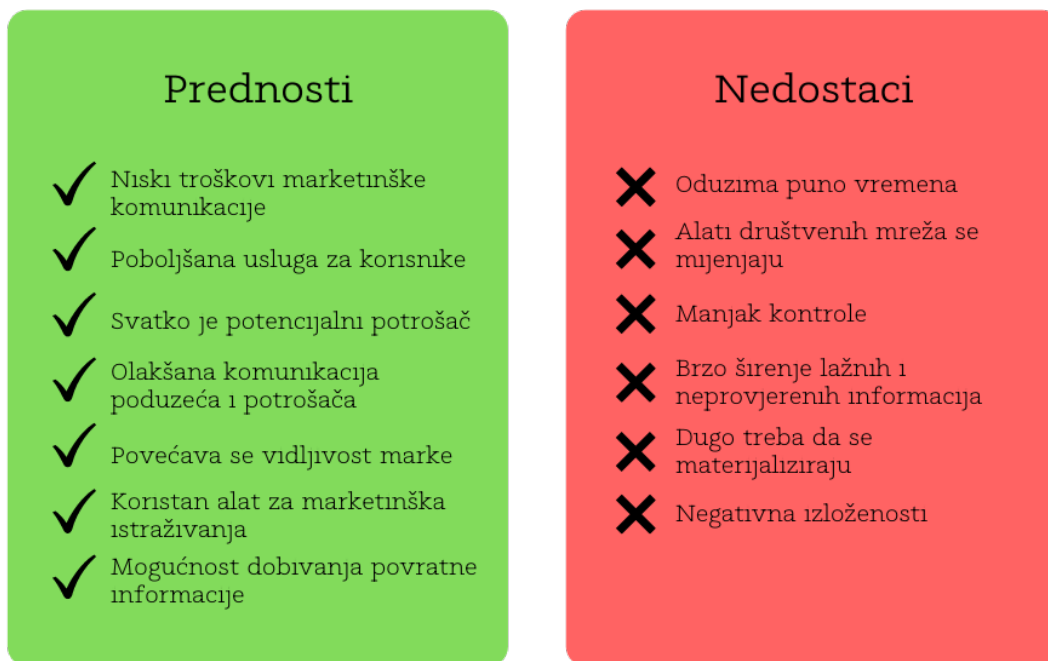 Prednosti
Niski troškovi marketinške
komunikacije
Poboljšana usluga za korisnike
Svatko je potencijalni potrošač
Olakšana komunikacija
poduzeća i potrošača
Povećava se vidljivost marke
Koristan alat za marketinška
istraživanja
Mogućnost dobivanja povratne
informacije
Nedostaci
Oduzima puno vremena
Alati društvenih mreža se
mijenjaju
Manjak kontrole
Brzo širenje lažnih i
neprovjerenih informacija
Dugo treba da se
materijaliziraju
Negativna izloženosti